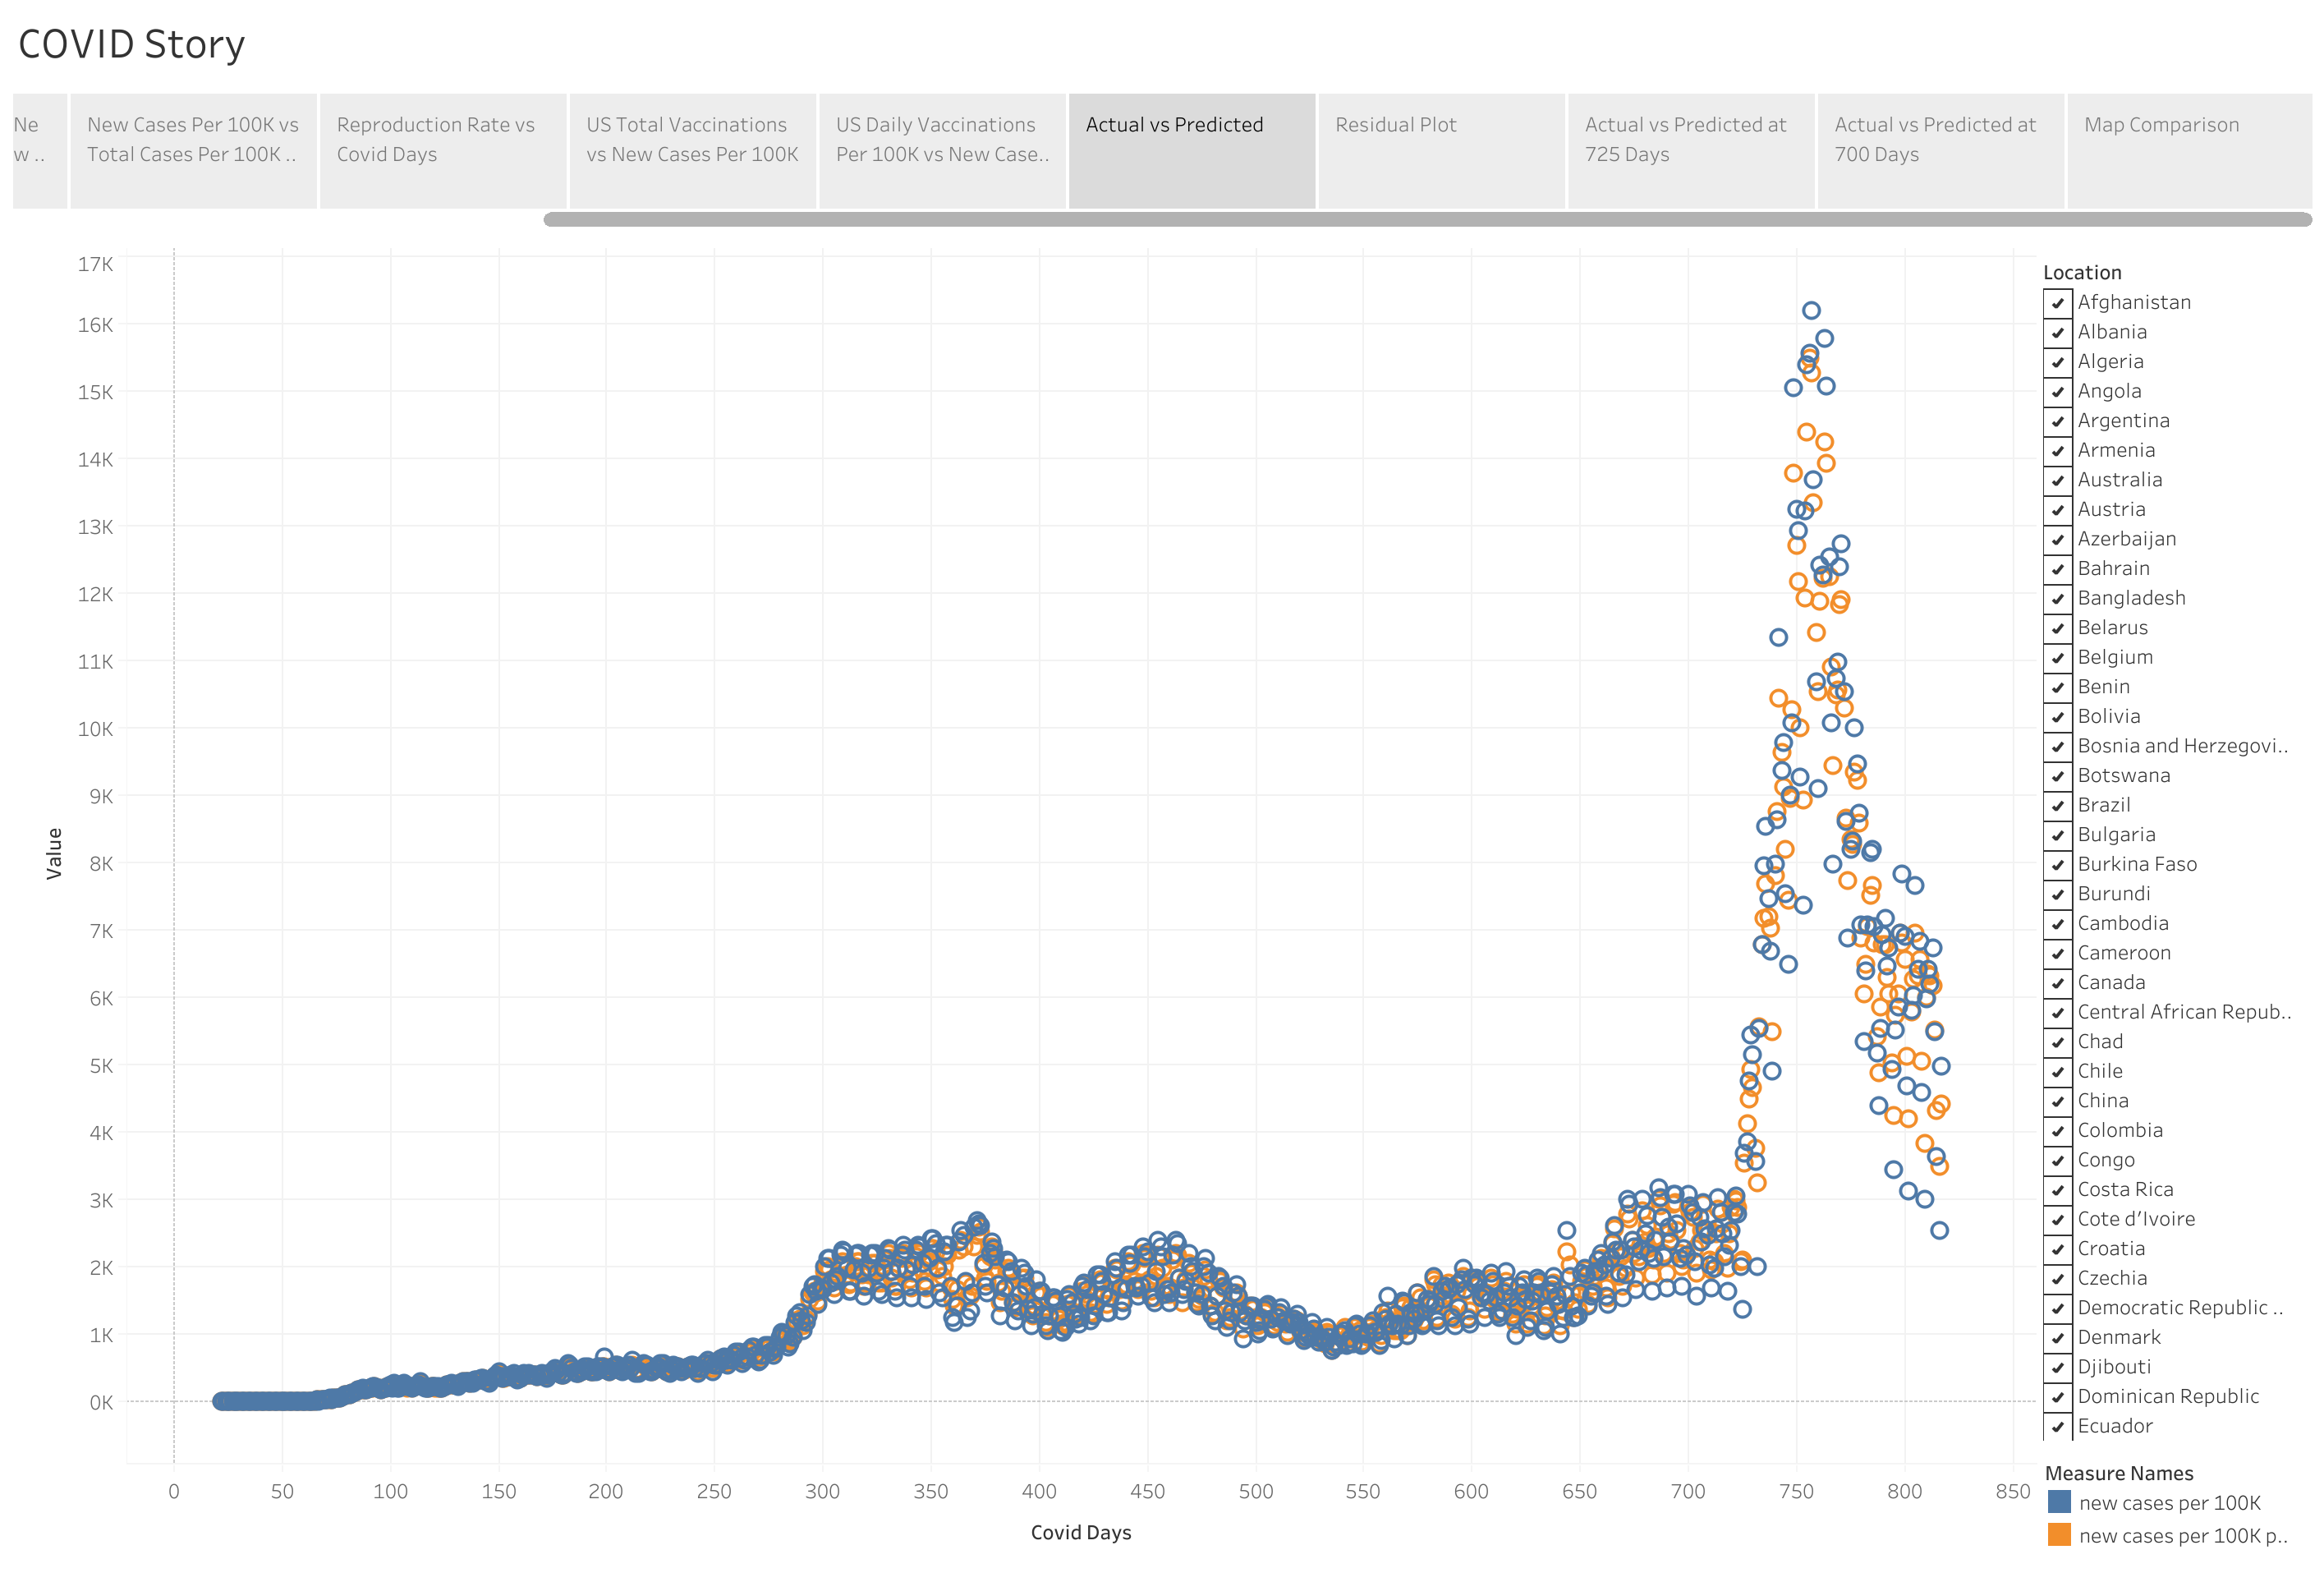 COVID Story
Ne
w ..
New Cases Per 100K vs
Total Cases Per 100K ..
Reproduction Rate vs
Covid Days
US Total Vaccinations
vs New Cases Per 100K
US Daily Vaccinations
Per 100K vs New Case..
Actual vs Predicted
Residual Plot
Actual vs Predicted at
725 Days
Actual vs Predicted at
700 Days
Map Comparison
17K
16K
15K
14K
13K
12K
11K
10K
9K
8K
7K
6K
5K
4K
3K
2K
1K
0K
Value
0 50 100 150 200 250 300 350 400 450 500 550 600 650 700 750 800 850
Covid Days
Location
Afghanistan
Albania
Algeria
Angola
Argentina
Armenia
Australia
Austria
Azerbaijan
Bahrain
Bangladesh
Belarus
Belgium
Benin
Bolivia
Bosnia and Herzegovi..
Botswana
Brazil
Bulgaria
Burkina Faso
Burundi
Cambodia
Cameroon
Canada
Central African Repub..
Chad
Chile
China
Colombia
Congo
Costa Rica
Cote d’Ivoire
Croatia
Czechia
Democratic Republic ..
Denmark
Djibouti
Dominican Republic
Ecuador
Measure Names
new cases per 100K
new cases per 100K p..